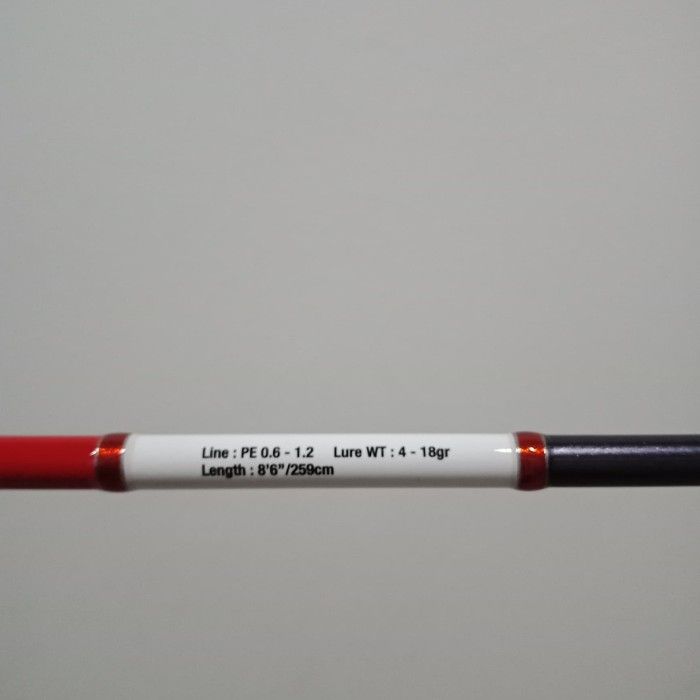 Line : PE 0.6 - 1.2 Lure WT : 4 - 18gr
Length : 8'6"/259cm